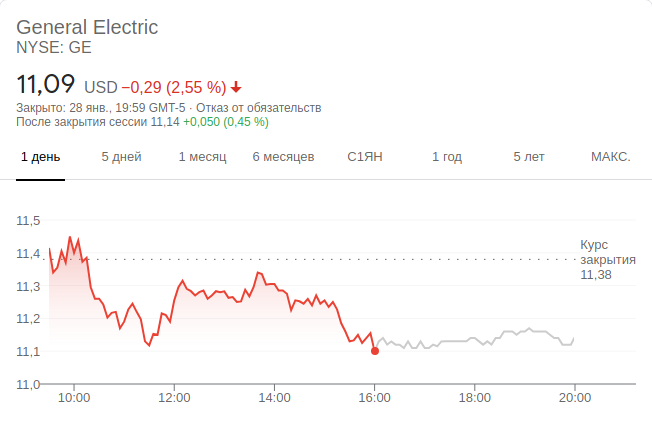 General Electric
NYSE: GE
11,09 USD −0,29 (2,55 %)
Закрыто: 28 янв., 19:59 GMT-5 · Отказ от обязательств
После закрытия сессии 11,14 +0,050 (0,45 %)
1 день 5 дней 1 месяц 6 месяцев С1ЯН 1 год 5 лет МАКС.
11,5
11,4
11,3
11,2
11,1
11,0
Курс
закрытия
11,38
10:00 12:00 14:00 16:00 18:00 20:00